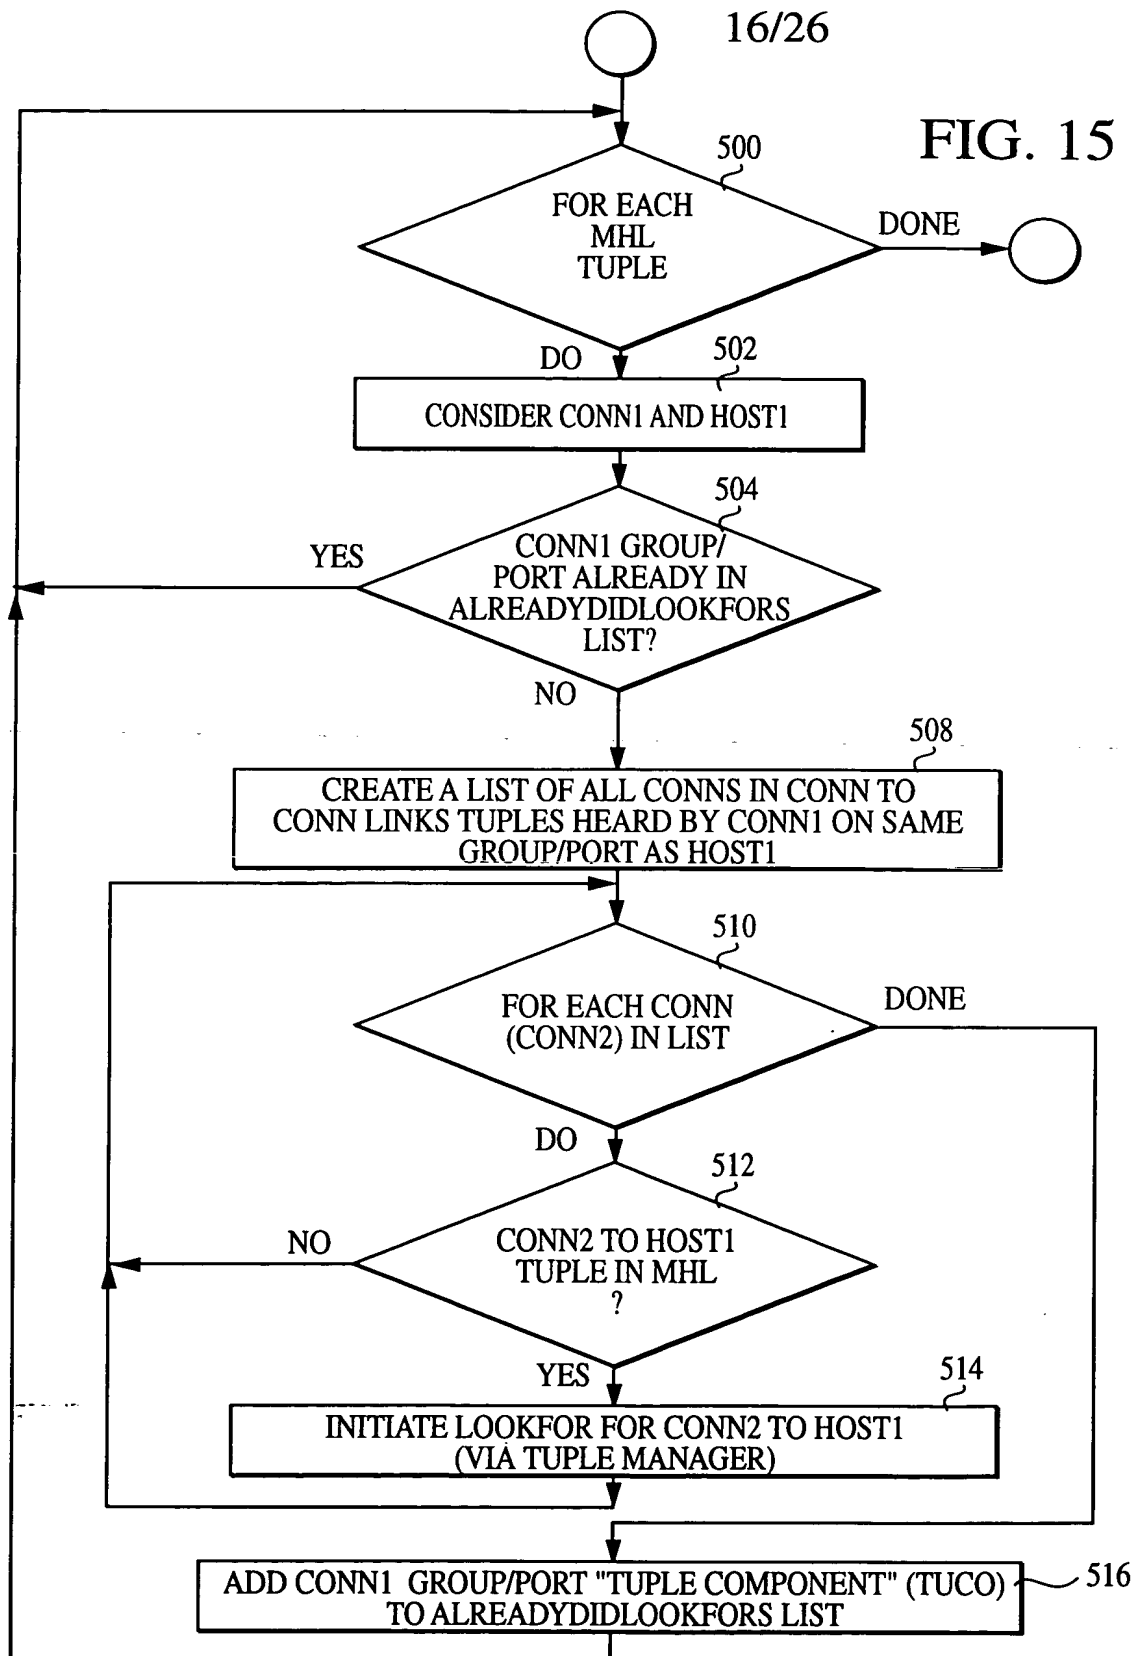 16/26
FIG. 15
500
FOR EACH
MHL
TUPLE
DONE
DO
502
CONSIDER CONN1 AND HOST1
504
YES
CONN1 GROUP/
PORT ALREADY IN
ALREADYDIDLOOKFORS
LIST?
NO
508
CREATE A LIST OF ALL CONNS IN CONN TO
CONN LINKS TUPLES HEARD BY CONN1 ON SAME
GROUP/PORT AS HOST1
510
FOR EACH CONN
(CONN2) IN LIST
DONE
DO
512
NO
CONN2 TO HOST1
TUPLE IN MHL
?
YES
514
INITIATE LOOKFOR FOR CONN2 TO HOST1
(VIA TUPLE MANAGER)
ADD CONN1 GROUP/PORT "TUPLE COMPONENT" (TUCO)
TO ALREADYDIDLOOKFORS LIST
516